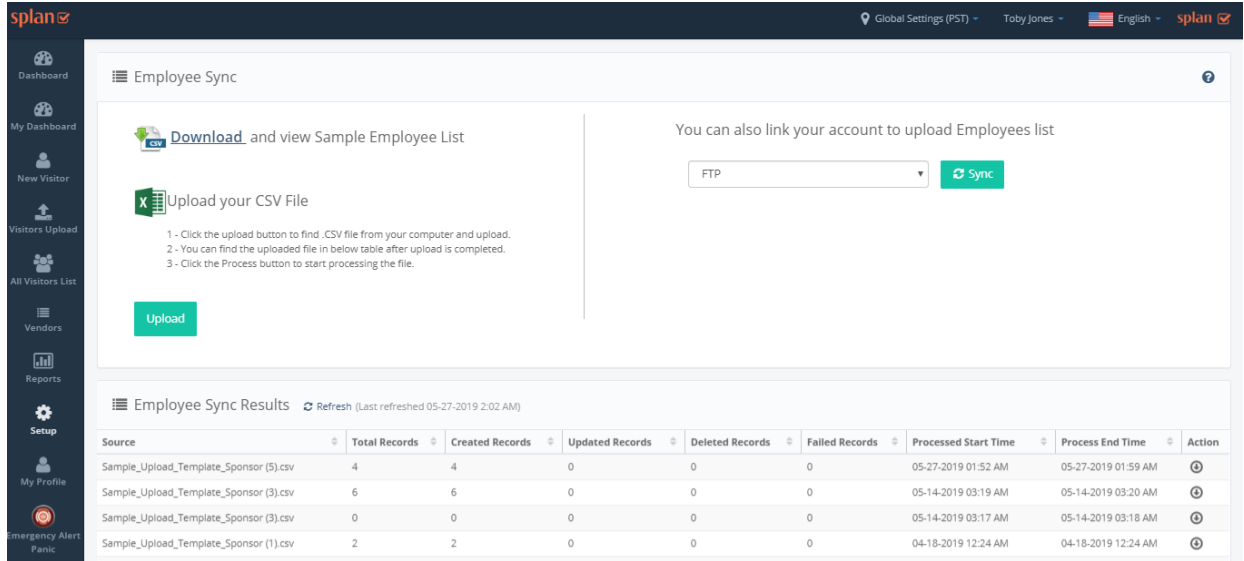 splan
Global Settings (PST)
Toby Jones
English
splan
Dashboard
My Dashboard
New Visitor
Visitors Upload
All Visitors List
Vendors
Reports
Setup
My Profile
Emergency Alert
Panic
Employee Sync
Download and view Sample Employee List
CSV
Upload your CSV File
1 - Click the upload button to find .CSV file from your computer and upload.
2 - You can find the uploaded file in below table after upload is completed.
3 - Click the Process button to start processing the file.
Upload
You can also link your account to upload Employees list
FTP
Sync
Employee Sync Results Refresh (Last refreshed 05-27-2019 2:02 AM)
Source Total Records Created Records Updated Records Deleted Records Failed Records Processed Start Time Process End Time Action
Sample_Upload_Template_Sponsor (5).csv 4 4 0 0 0 05-27-2019 01:52 AM 05-27-2019 01:59 AM
Sample_Upload_Template_Sponsor (3).csv 6 6 0 0 0 05-14-2019 03:19 AM 05-14-2019 03:20 AM
Sample_Upload_Template_Sponsor (3).csv 0 0 0 0 0 05-14-2019 03:17 AM 05-14-2019 03:18 AM
Sample_Upload_Template_Sponsor (1).csv 2 2 0 0 0 04-18-2019 12:24 AM 04-18-2019 12:24 AM